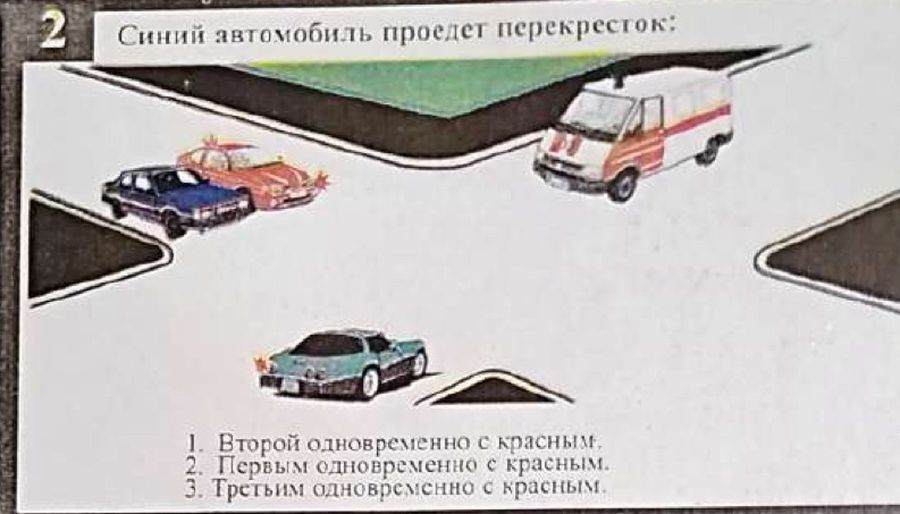 2
Синий автомобиль проедет перекресток:
1. Второй одновременно с красным.
2. Первым одновременно с красным.
3. Третьим одновременно с красным.